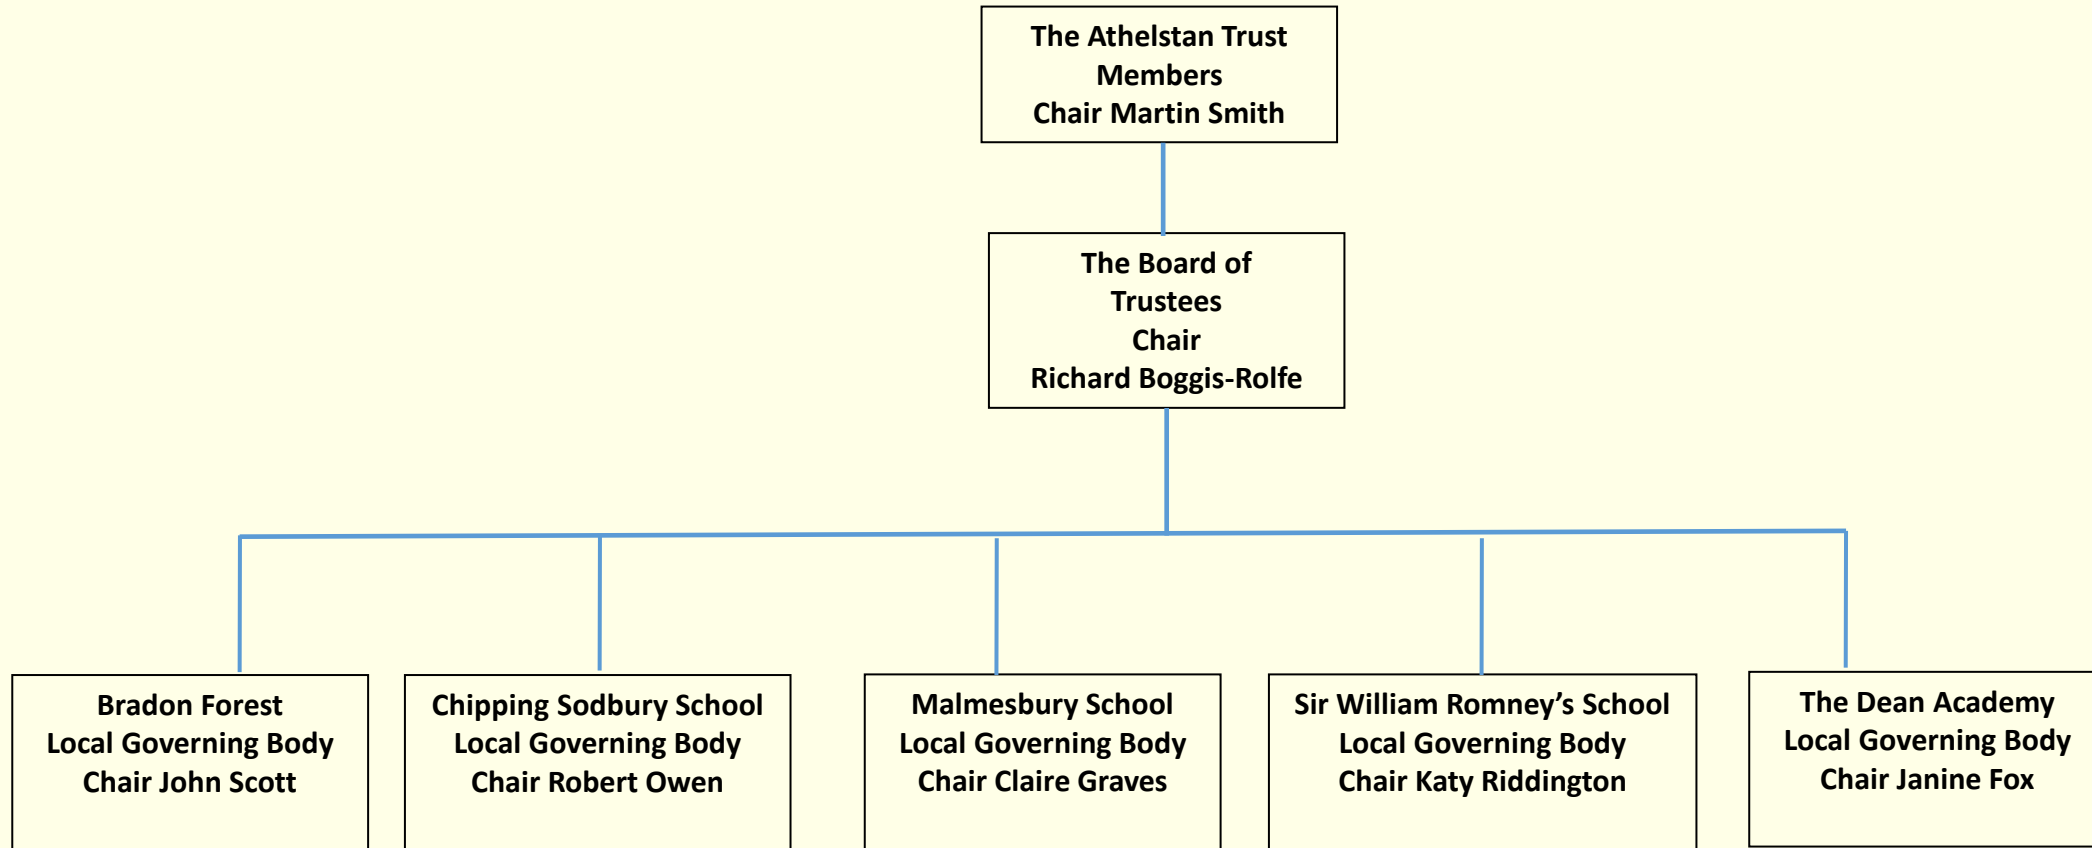 The Athelstan Trust
Members
Chair Martin Smith
The Board of
Trustees
Chair
Richard Boggis-Rolfe
Bradon Forest
Local Governing Body
Chair John Scott
Chipping Sodbury School
Local Governing Body
Chair Robert Owen
Malmesbury School
Local Governing Body
Chair Claire Graves
Sir William Romney’s School
Local Governing Body
Chair Katy Riddington
The Dean Academy
Local Governing Body
Chair Janine Fox